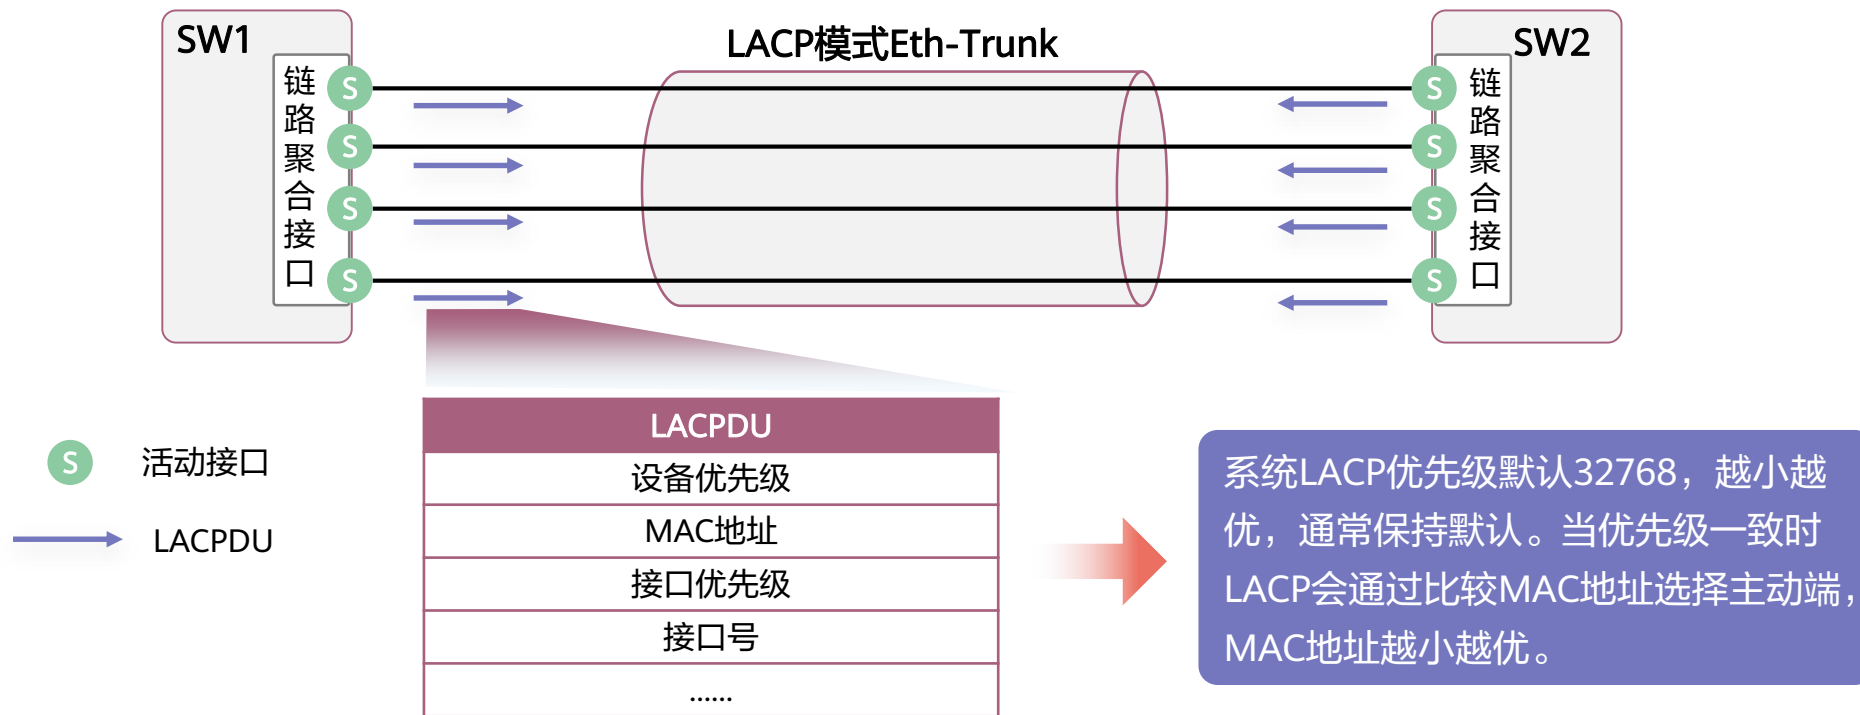 SW1
LACP模式Eth-Trunk
SW2
链路聚合接口
S
S
S
S
S
S
S
S
链路聚合接口
LACPDU
设备优先级
MAC地址
接口优先级
接口号
......
S 活动接口
LACPDU
系统LACP优先级默认32768，越小越
优，通常保持默认。当优先级一致时
LACP会通过比较MAC地址选择主动端，
MAC地址越小越优。